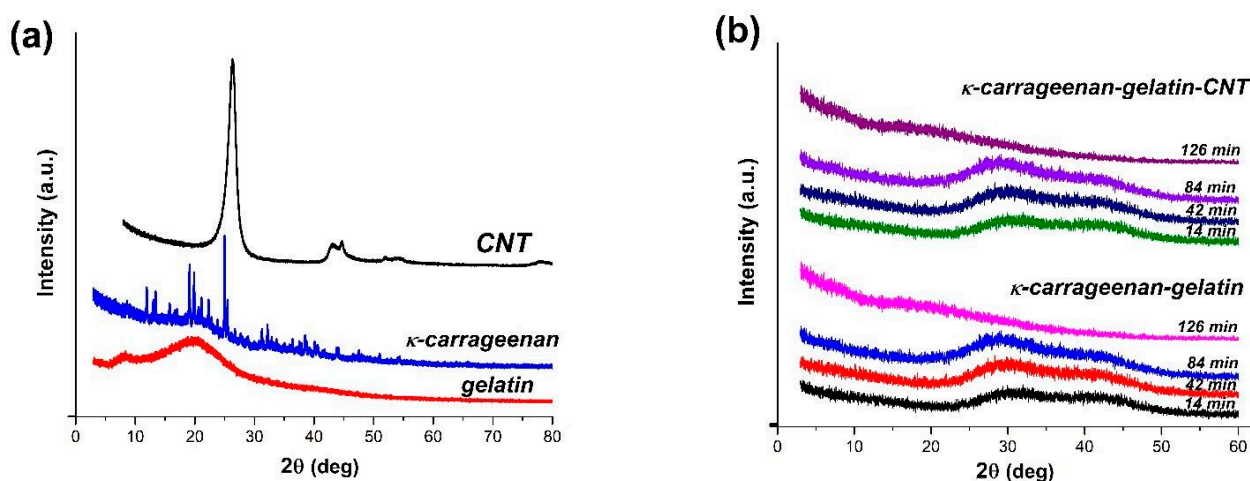 (a)
Intensity (a.u.)
CNT
κ-carrageenan
gelatin
0 10 20 30 40 50 60 70 80
2θ (deg)
(b)
Intensity (a.u.)
κ-carrageenan-gelatin-CNT
126 min
84 min
42 min
14 min
κ-carrageenan-gelatin
126 min
84 min
42 min
14 min
0 10 20 30 40 50 60
2θ (deg)